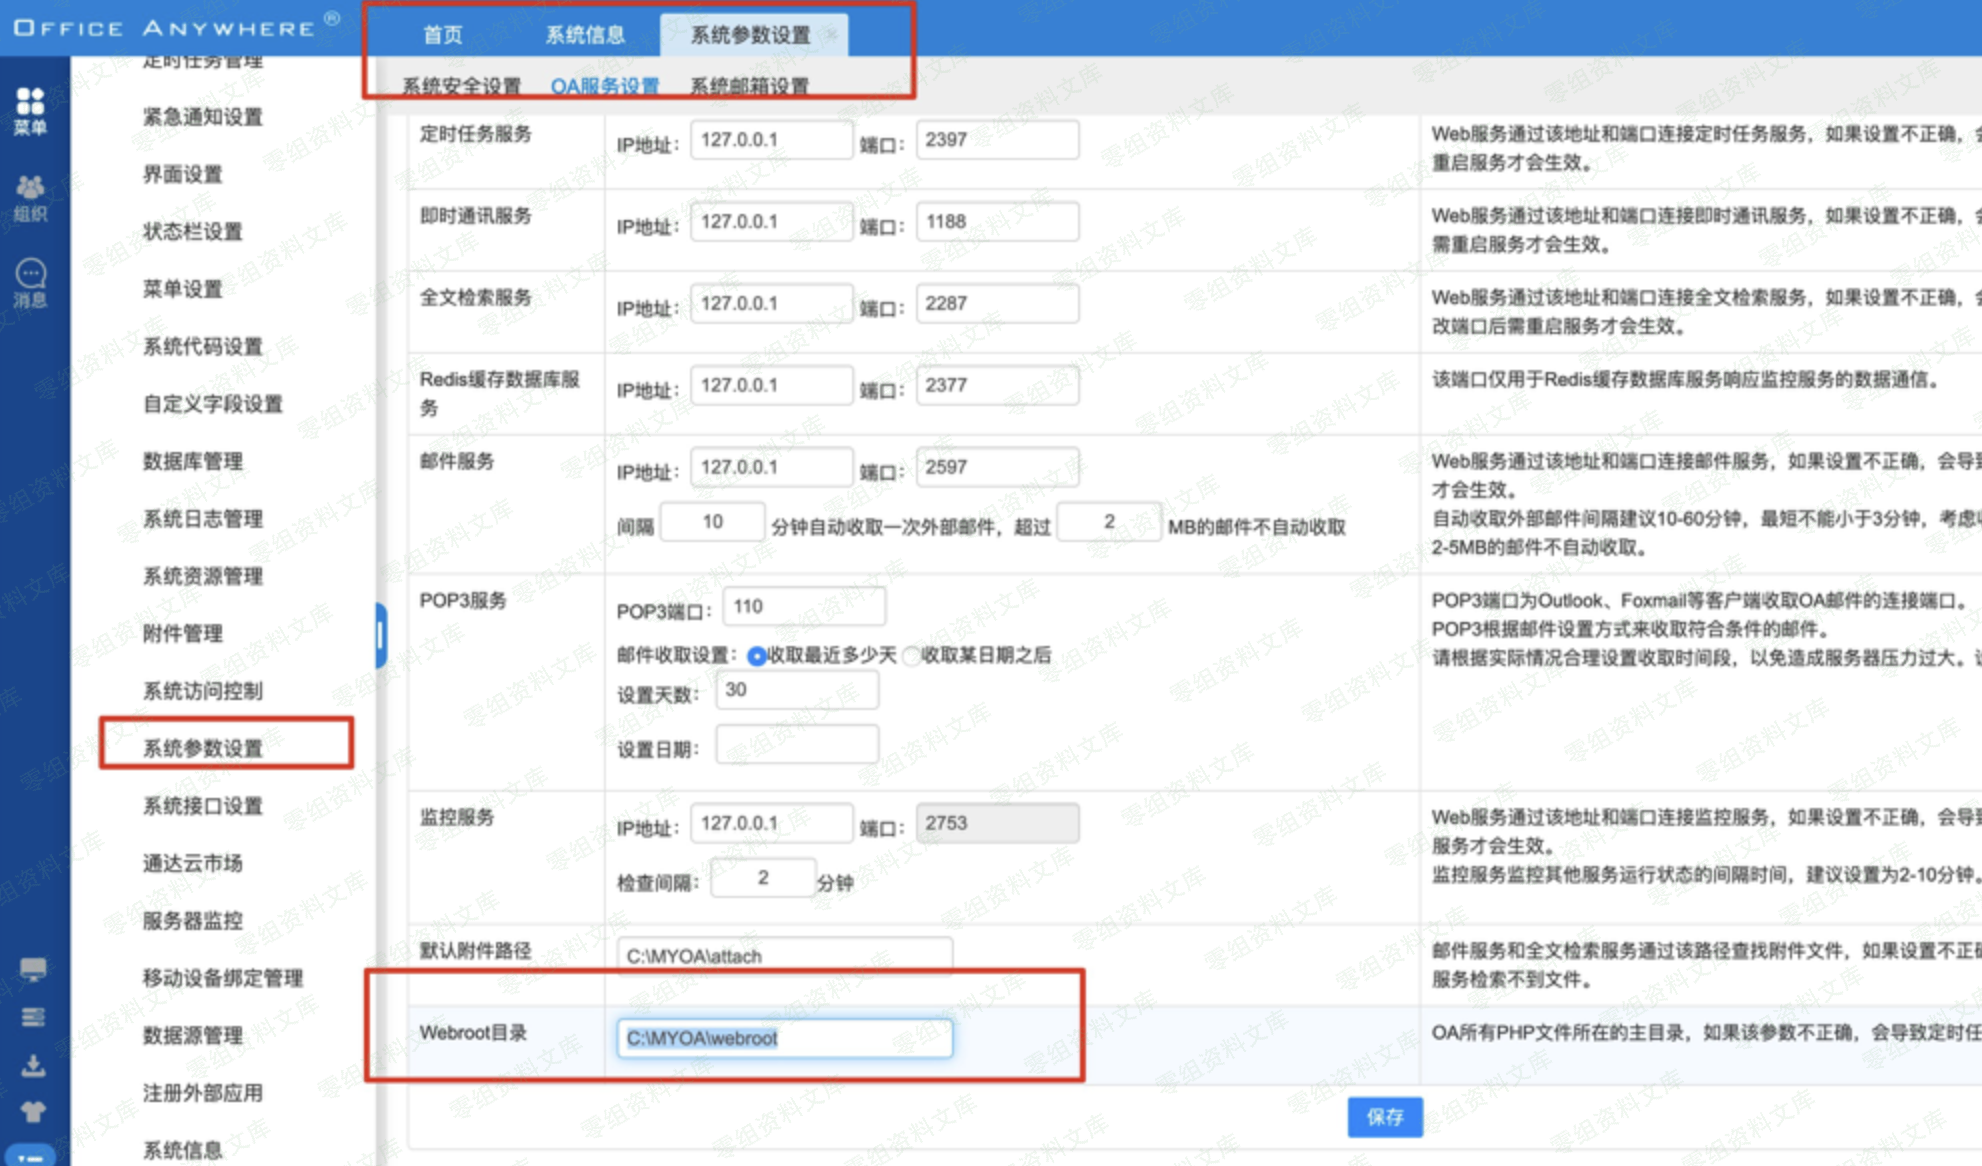 OFFICE ANYWHERE®
首页 系统信息 系统参数设置
系统安全设置 OA服务设置 系统邮箱设置
菜单
组织
消息
定时任务管理
紧急通知设置
界面设置
状态栏设置
菜单设置
系统代码设置
自定义字段设置
数据库管理
系统日志管理
系统资源管理
附件管理
系统访问控制
系统参数设置
系统接口设置
通达云市场
服务器监控
移动设备绑定管理
数据源管理
注册外部应用
系统信息
定时任务服务
IP地址: 127.0.0.1 端口: 2397
Web服务通过该地址和端口连接定时任务服务，如果设置不正确，
重启服务才会生效。
即时通讯服务
IP地址: 127.0.0.1 端口: 1188
Web服务通过该地址和端口连接即时通讯服务，如果设置不正确，
需重启服务才会生效。
全文检索服务
IP地址: 127.0.0.1 端口: 2287
Web服务通过该地址和端口连接全文检索服务，如果设置不正确，
改端口后需重启服务才会生效。
Redis缓存数据库服
务
IP地址: 127.0.0.1 端口: 2377
该端口仅用于Redis缓存数据库服务响应监控服务的数据通信。
邮件服务
IP地址: 127.0.0.1 端口: 2597
间隔 10 分钟自动收取一次外部邮件，超过 2 MB的邮件不自动收取
Web服务通过该地址和端口连接邮件服务，如果设置不正确，会导致
才会生效。
自动收取外部邮件间隔建议10-60分钟，最短不能小于3分钟，考虑
2-5MB的邮件不自动收取。
POP3服务
POP3端口: 110
邮件收取设置: 收取最近多少天 收取某日期之后
设置天数: 30
设置日期:
POP3端口为Outlook、Foxmail等客户端收取OA邮件的连接端口。
POP3根据邮件设置方式来收取符合条件的邮件。
请根据实际情况合理设置收取时间段，以免造成服务器压力过大。
监控服务
IP地址: 127.0.0.1 端口: 2753
检查间隔: 2 分钟
Web服务通过该地址和端口连接监控服务，如果设置不正确，会导致
服务才会生效。
监控服务监控其他服务运行状态的间隔时间，建议设置为2-10分钟。
默认附件路径
C:\MYOA\attach
邮件服务和全文检索服务通过该路径查找附件文件，如果设置不正确
服务检索不到文件。
Webroot目录
C:\MYOA\webroot
OA所有PHP文件所在的主目录，如果该参数不正确，会导致定时任
保存
零组资料文库